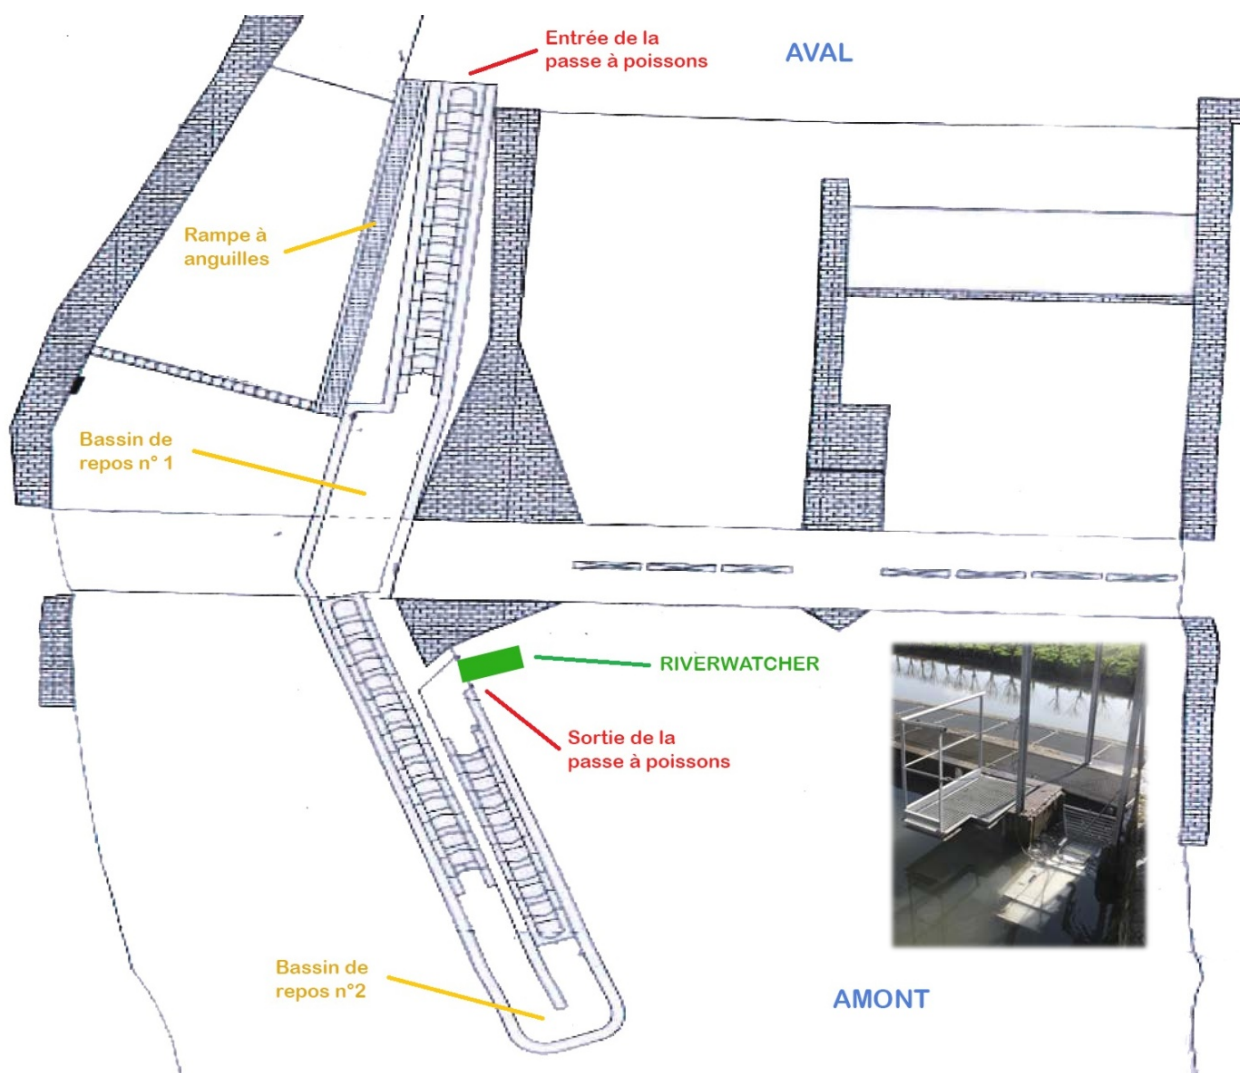 Entrée de la
passe à poissons
AVAL
Rampe à
anguilles
Bassin de
repos n° 1
RIVERWATCHER
Sortie de la
passe à poissons
Bassin de
repos n°2
AMONT